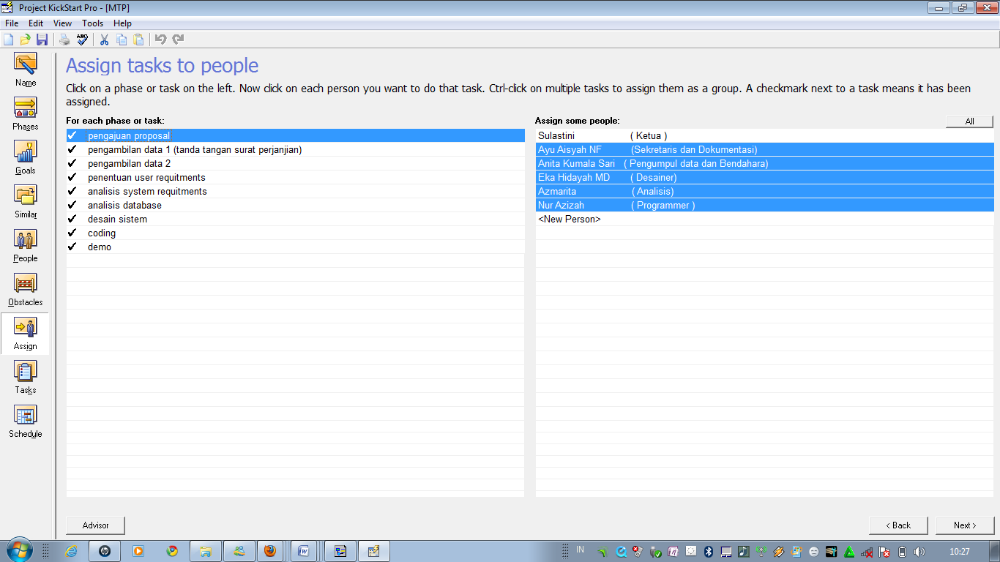 Project KickStart Pro - [MTP]
File Edit View Tools Help
Name
Phases
Goals
Similar
People
Obstacles
Assign
Tasks
Schedule
Assign tasks to people
Click on a phase or task on the left. Now click on each person you want to do that task. Ctrl-click on multiple tasks to assign them as a group. A checkmark next to a task means it has been
assigned.
For each phase or task:
pengajuan proposal
pengambilan data 1 (tanda tangan surat perjanjian)
pengambilan data 2
penentuan user requitments
analisis system requitments
analisis database
desain sistem
coding
demo
Assign some people:
All
Sulastini ( Ketua )
Ayu Aisyah NF (Sekretaris dan Dokumentasi)
Anita Kumala Sari ( Pengumpul data dan Bendahara)
Eka Hidayah MD ( Desainer)
Azmarita ( Analisis)
Nur Azizah ( Programmer )
<New Person>
Advisor
< Back
Next >
IN
10:27